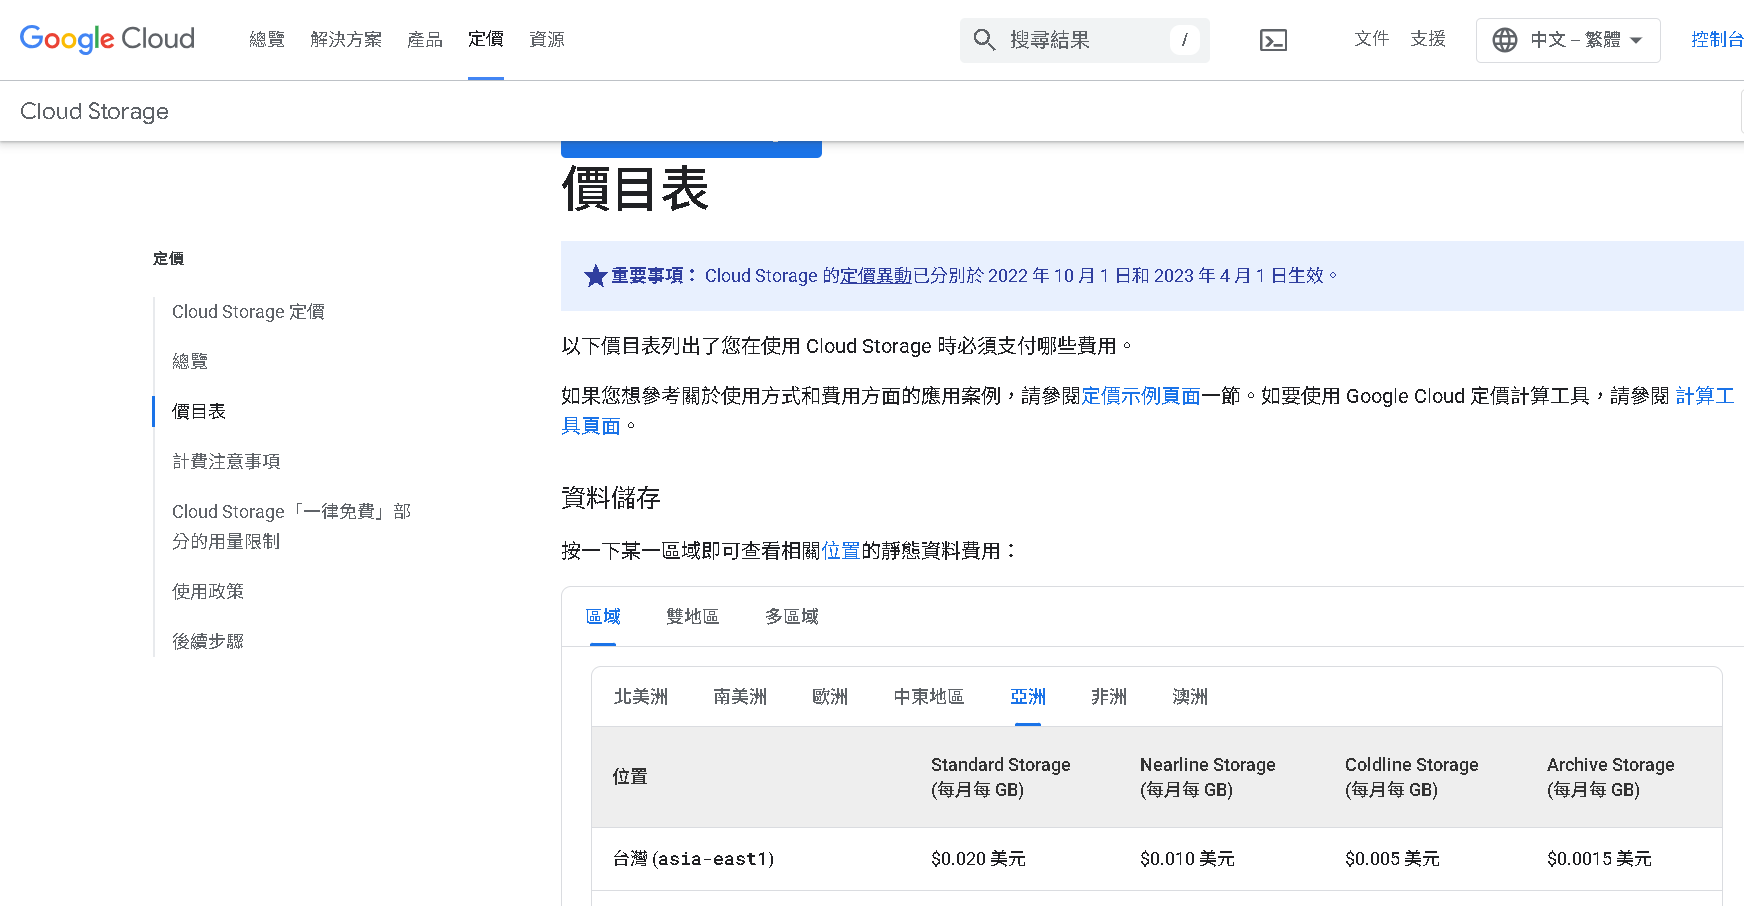 Google Cloud
總覽
解決方案
產品
定價
資源
搜尋結果
/
文件
支援
中文 – 繁體
控制台
Cloud Storage
價目表
重要事項： Cloud Storage 的定價異動已分別於 2022 年 10 月 1 日和 2023 年 4 月 1 日生效。
定價
Cloud Storage 定價
總覽
價目表
計費注意事項
Cloud Storage「一律免費」部
分的用量限制
使用政策
後續步驟
以下價目表列出了您在使用 Cloud Storage 時必須支付哪些費用。
如果您想參考關於使用方式和費用方面的應用案例，請參閱定價示例頁面一節。如要使用 Google Cloud 定價計算工具，請參閱 計算工
具頁面。
資料儲存
按一下某一區域即可查看相關位置的靜態資料費用：
區域
雙地區
多區域
北美洲
南美洲
歐洲
中東地區
亞洲
非洲
澳洲
位置
Standard Storage
(每月每 GB)
Nearline Storage
(每月每 GB)
Coldline Storage
(每月每 GB)
Archive Storage
(每月每 GB)
台灣 (asia-east1)
$0.020 美元
$0.010 美元
$0.005 美元
$0.0015 美元